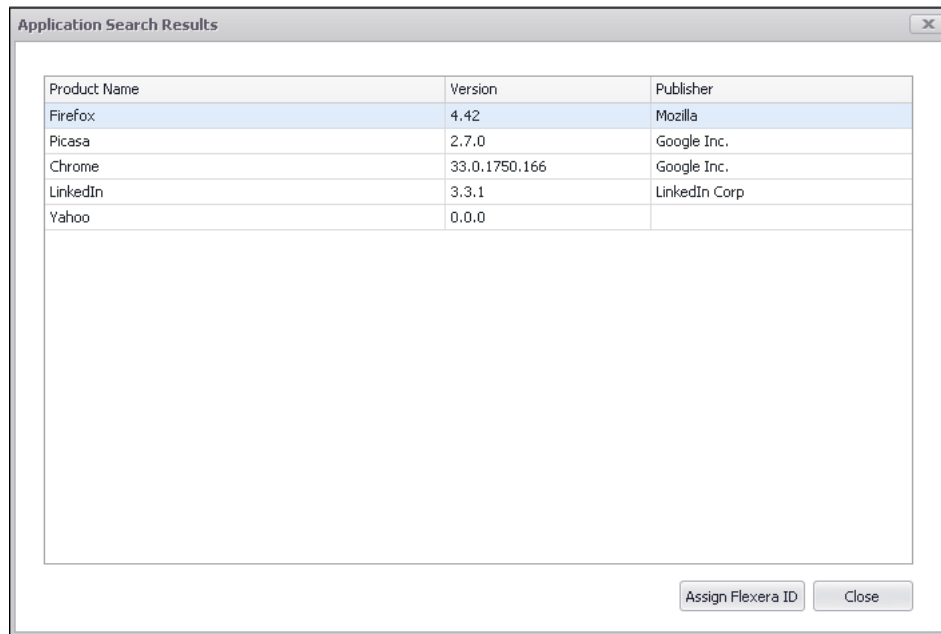 Application Search Results
Product Name Version Publisher
Firefox 4.42 Mozilla
Picasa 2.7.0 Google Inc.
Chrome 33.0.1750.166 Google Inc.
LinkedIn 3.3.1 LinkedIn Corp
Yahoo 0.0.0
Assign Flexera ID Close